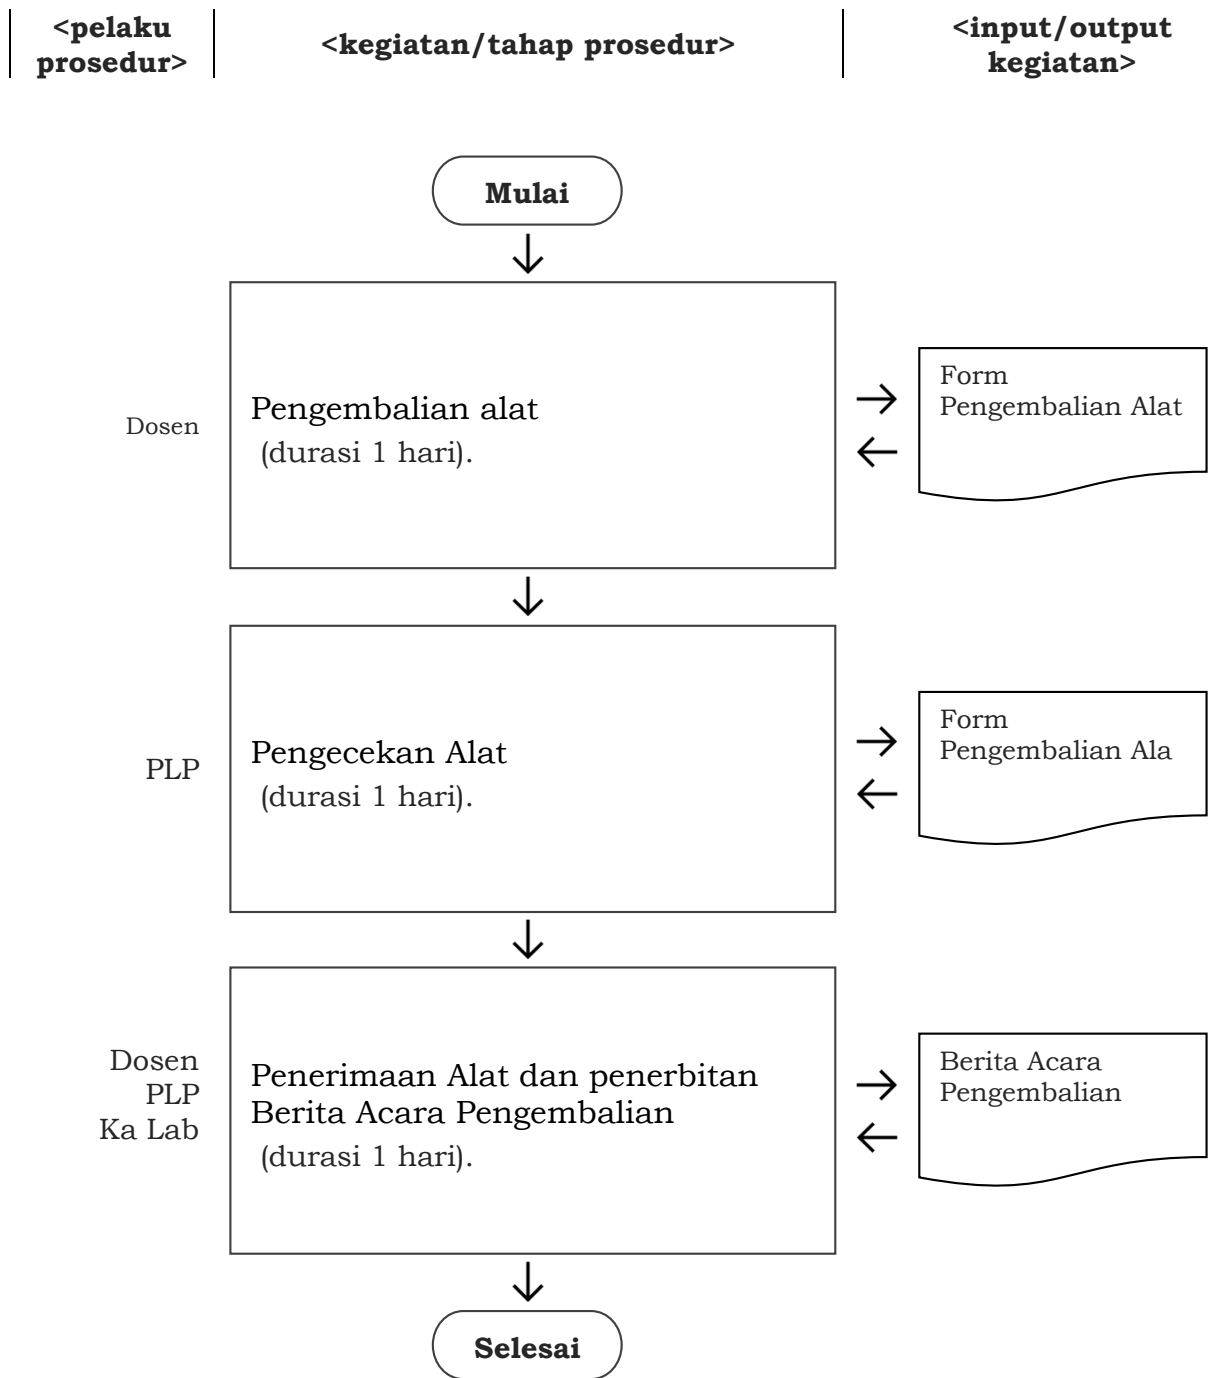 <pelaku
prosedur>
<kegiatan/tahap prosedur>
<input/output
kegiatan>
Mulai
Dosen
Pengembalian alat
(durasi 1 hari).
Form
Pengembalian Alat
PLP
Pengecekan Alat
(durasi 1 hari).
Form
Pengembalian Ala
Dosen
PLP
Ka Lab
Penerimaan Alat dan penerbitan
Berita Acara Pengembalian
(durasi 1 hari).
Berita Acara
Pengembalian
Selesai